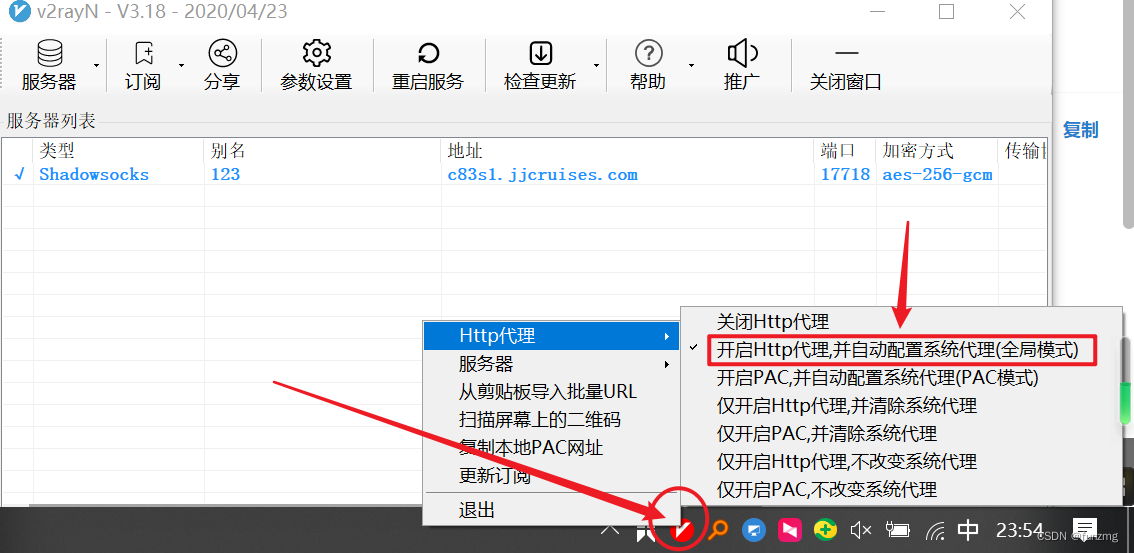 v2rayN - V3.18 - 2020/04/23
服务器 订阅 分享 参数设置 重启服务 检查更新 帮助 推广 关闭窗口
服务器列表
复制
类型 别名 地址 端口 加密方式 传输
√ Shadowsocks 123 c83s1.jjcruises.com 17718 aes-256-gcm
Http代理
服务器
从剪贴板导入批量URL
扫描屏幕上的二维码
复制本地PAC网址
更新订阅
退出
关闭Http代理
开启Http代理,并自动配置系统代理(全局模式)
开启PAC,并自动配置系统代理(PAC模式)
仅开启Http代理,并清除系统代理
仅开启PAC,并清除系统代理
仅开启Http代理,不改变系统代理
仅开启PAC,不改变系统代理
中 23:54